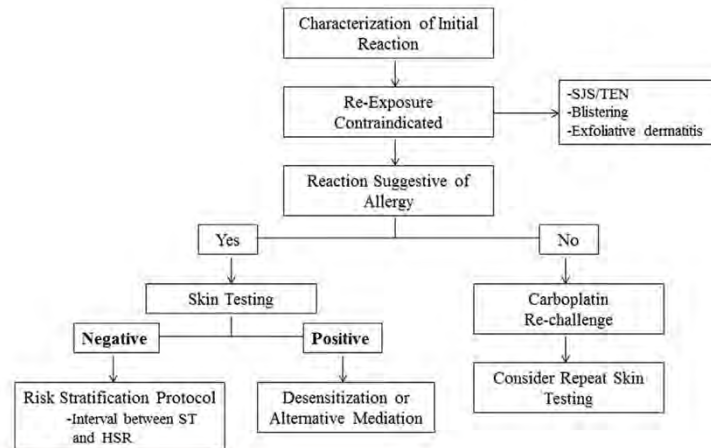 Characterization of Initial
Reaction
Re-Exposure
Contraindicated
-SJS/TEN
-Blistering
-Exfoliative dermatitis
Reaction Suggestive of
Allergy
Yes
No
Skin Testing
Carboplatin
Re-challenge
Negative
Positive
Risk Stratification Protocol
-Interval between ST
and HSR
Desensitization or
Alternative Mediation
Consider Repeat Skin
Testing